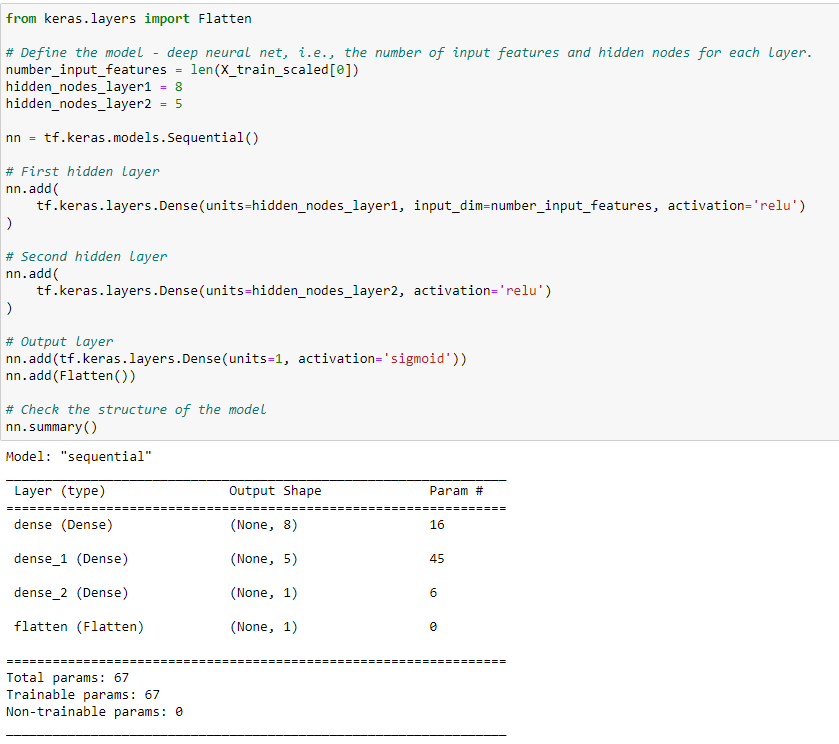 from keras.layers import Flatten
# Define the model - deep neural net, i.e., the number of input features and hidden nodes for each layer.
number_input_features = len(X_train_scaled[0])
hidden_nodes_layer1 = 8
hidden_nodes_layer2 = 5
nn = tf.keras.models.Sequential()
# First hidden layer
nn.add(
    tf.keras.layers.Dense(units=hidden_nodes_layer1, input_dim=number_input_features, activation='relu')
)
# Second hidden layer
nn.add(
    tf.keras.layers.Dense(units=hidden_nodes_layer2, activation='relu')
)
# Output layer
nn.add(tf.keras.layers.Dense(units=1, activation='sigmoid'))
nn.add(Flatten())
# Check the structure of the model
nn.summary()
Model: "sequential"
_________________________________________________________________
Layer (type) Output Shape Param #
=================================================================
dense (Dense) (None, 8) 16
dense_1 (Dense) (None, 5) 45
dense_2 (Dense) (None, 1) 6
flatten (Flatten) (None, 1) 0
=================================================================
Total params: 67
Trainable params: 67
Non-trainable params: 0
_________________________________________________________________